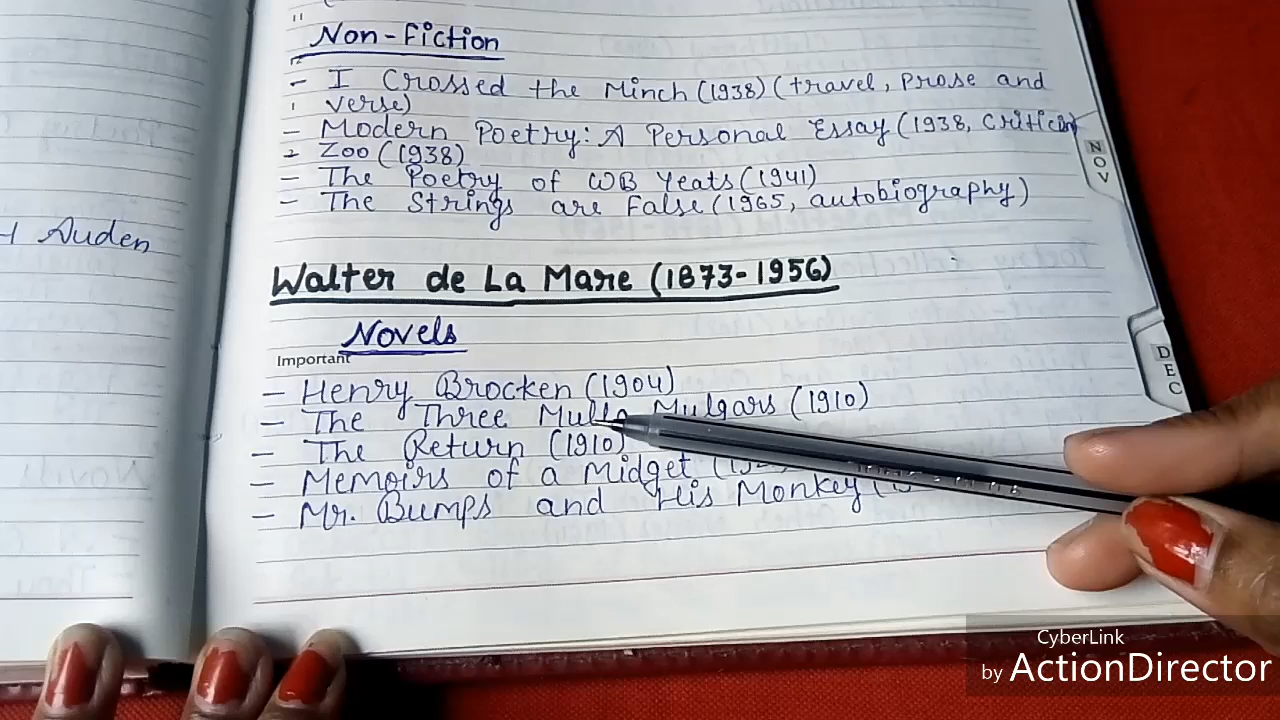 Non-Fiction
- I Crossed the Minch (1938) (travel, prose and
verse)
- Modern Poetry: A Personal Essay (1938,
- Zoo (1938)
- The Poetry of WB Yeats (1941)
- The Strings are False (1965, autobiography)
NOV
H Auden
Walter de La Mare (1873-1956)
Novels
Important
- Henry Brocken (1904)
- The Three Mulla Mulgars (1910)
- The Return (1910)
- Memoirs of a Midget
- Mr. Bumps and His Monkey
DEC
CyberLink
by ActionDirector